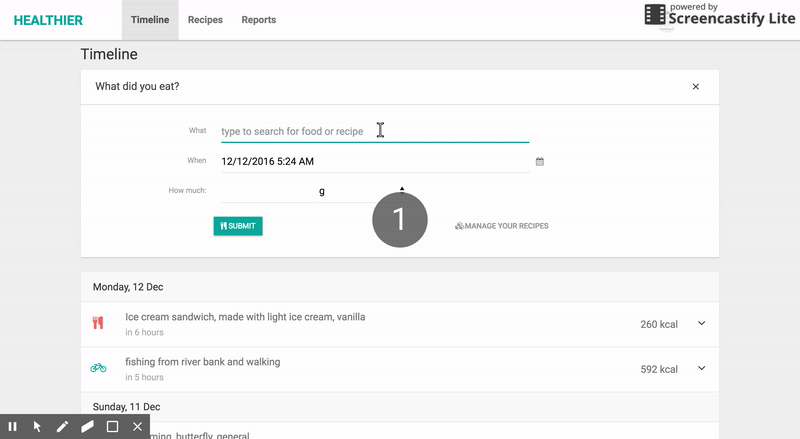 HEALTHIER
Timeline Recipes Reports
powered by
Screencastify Lite
Timeline
What did you eat?
What type to search for food or recipe
When 12/12/2016 5:24 AM
How much: g
1
SUBMIT MANAGE YOUR RECIPES
Monday, 12 Dec
Ice cream sandwich, made with light ice cream, vanilla
260 kcal
in 6 hours
fishing from river bank and walking
592 kcal
in 5 hours
Sunday, 11 Dec
butterfly, general